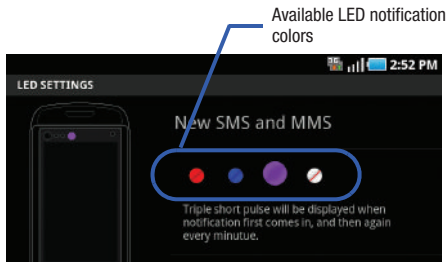 Available LED notification
colors
3G 2:52 PM
LED SETTINGS
New SMS and MMS
Triple short pulse will be displayed when
notification first comes in, and then again
every minutue.